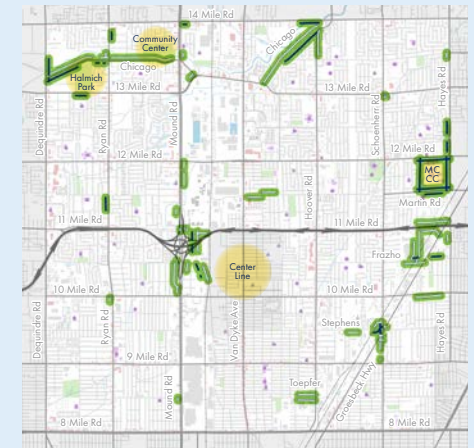 14 Mile Rd
Community
Center
Chicago
Chicago
Halmich
Park
13 Mile Rd
13 Mile Rd
Dequindre Rd
Ryan Rd
Mound Rd
Schoenherr Rd
Hayes Rd
12 Mile Rd
12 Mile Rd
MC
CC
Martin Rd
Hoover Rd
11 Mile Rd
11 Mile Rd
Frazho
Center
Line
10 Mile Rd
10 Mile Rd
Dequindre Rd
Ryan Rd
Van Dyke Ave
Stephens
Hayes Rd
9 Mile Rd
Mound Rd
Toepfer
Groesbeck Hwy
8 Mile Rd
8 Mile Rd